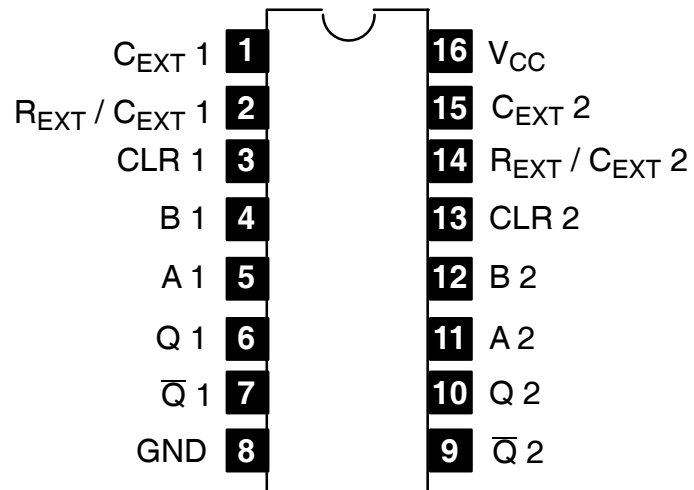 C_EXT 1 1 16 V_CC
R_EXT / C_EXT 1 2 15 C_EXT 2
CLR 1 3 14 R_EXT / C_EXT 2
B 1 4 13 CLR 2
A 1 5 12 B 2
Q 1 6 11 A 2
Q̅ 1 7 10 Q 2
GND 8 9 Q̅ 2